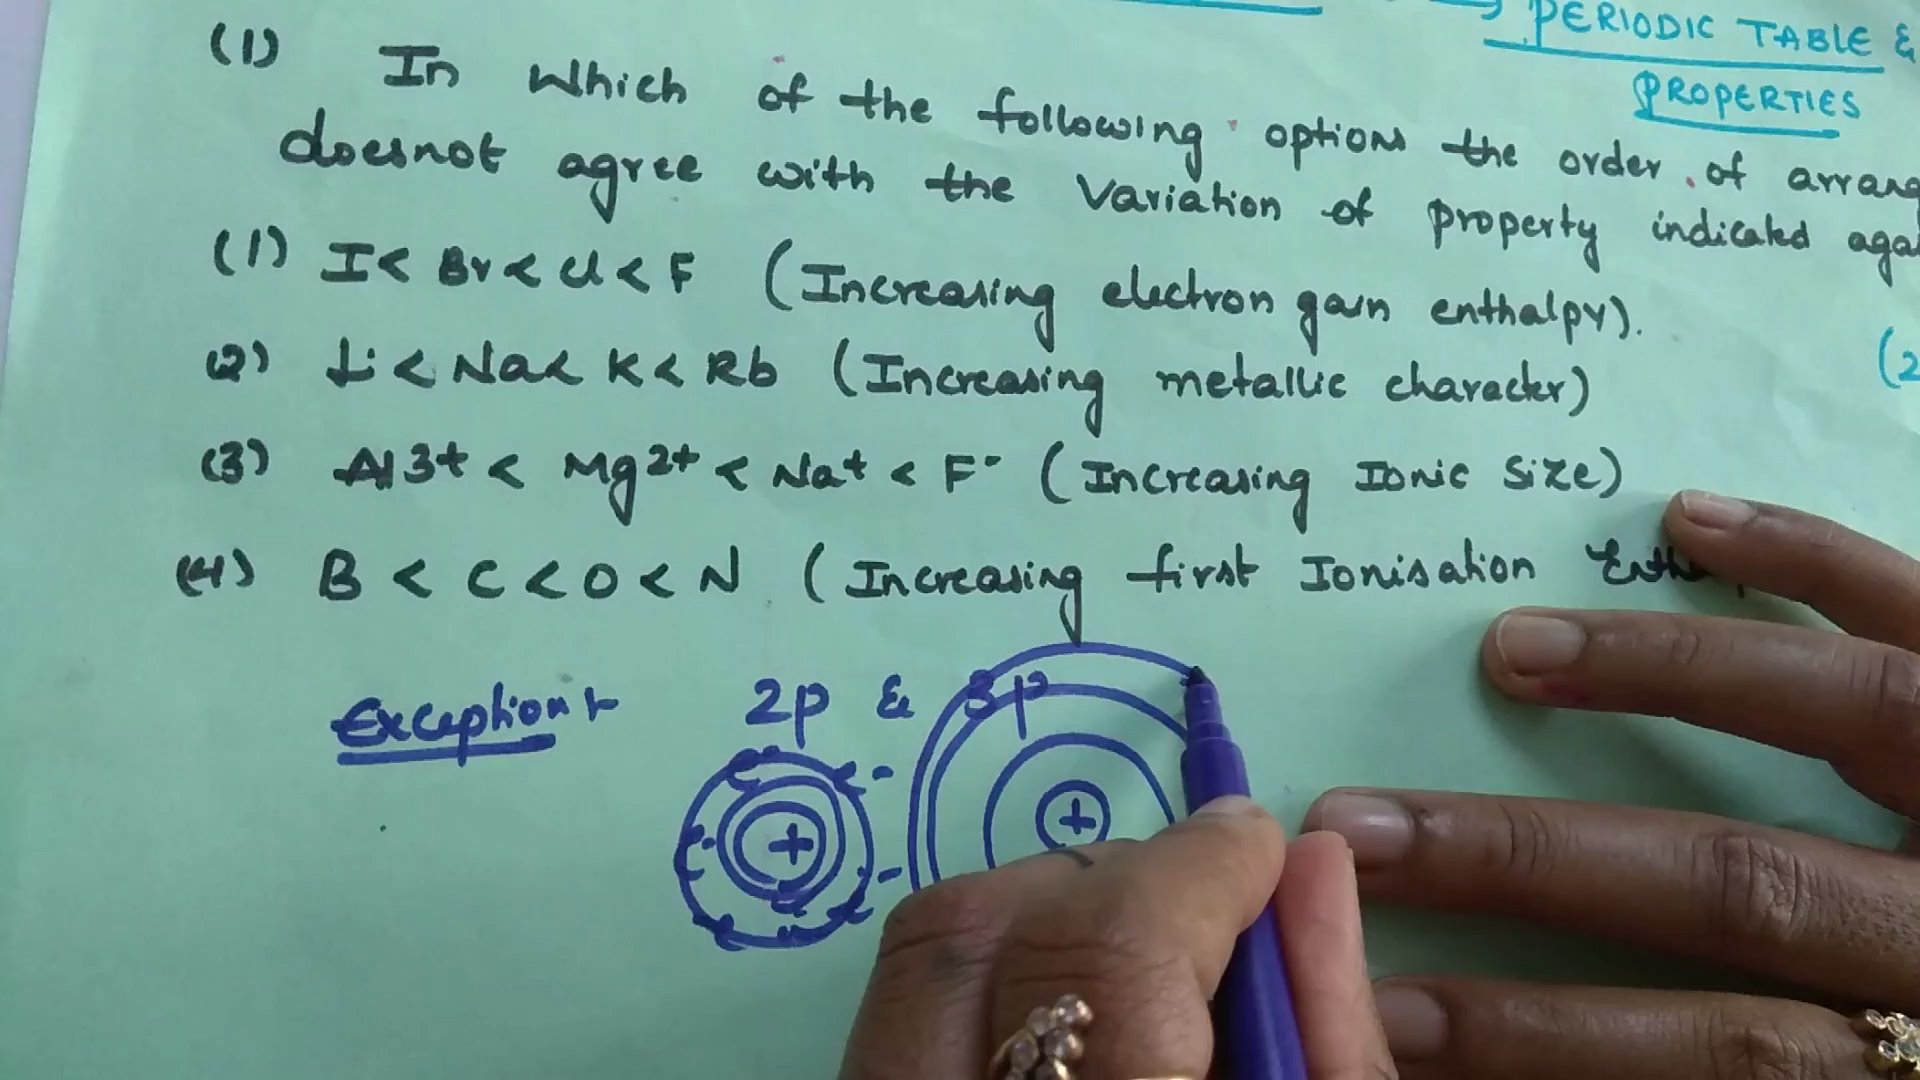 PERIODIC TABLE &
PROPERTIES
(1) In which of the following options the order of
doesnot agree with the variation of property indicated
(1) I < Br < Cl < F (Increasing electron gain enthalpy).
(2) Li < Na < K < Rb (Increasing metallic character)
(3) Al3+ < Mg2+ < Na+ < F- (Increasing Ionic Size)
(4) B < C < O < N (Increasing first Ionisation
Exception 2p & 3p
+ +